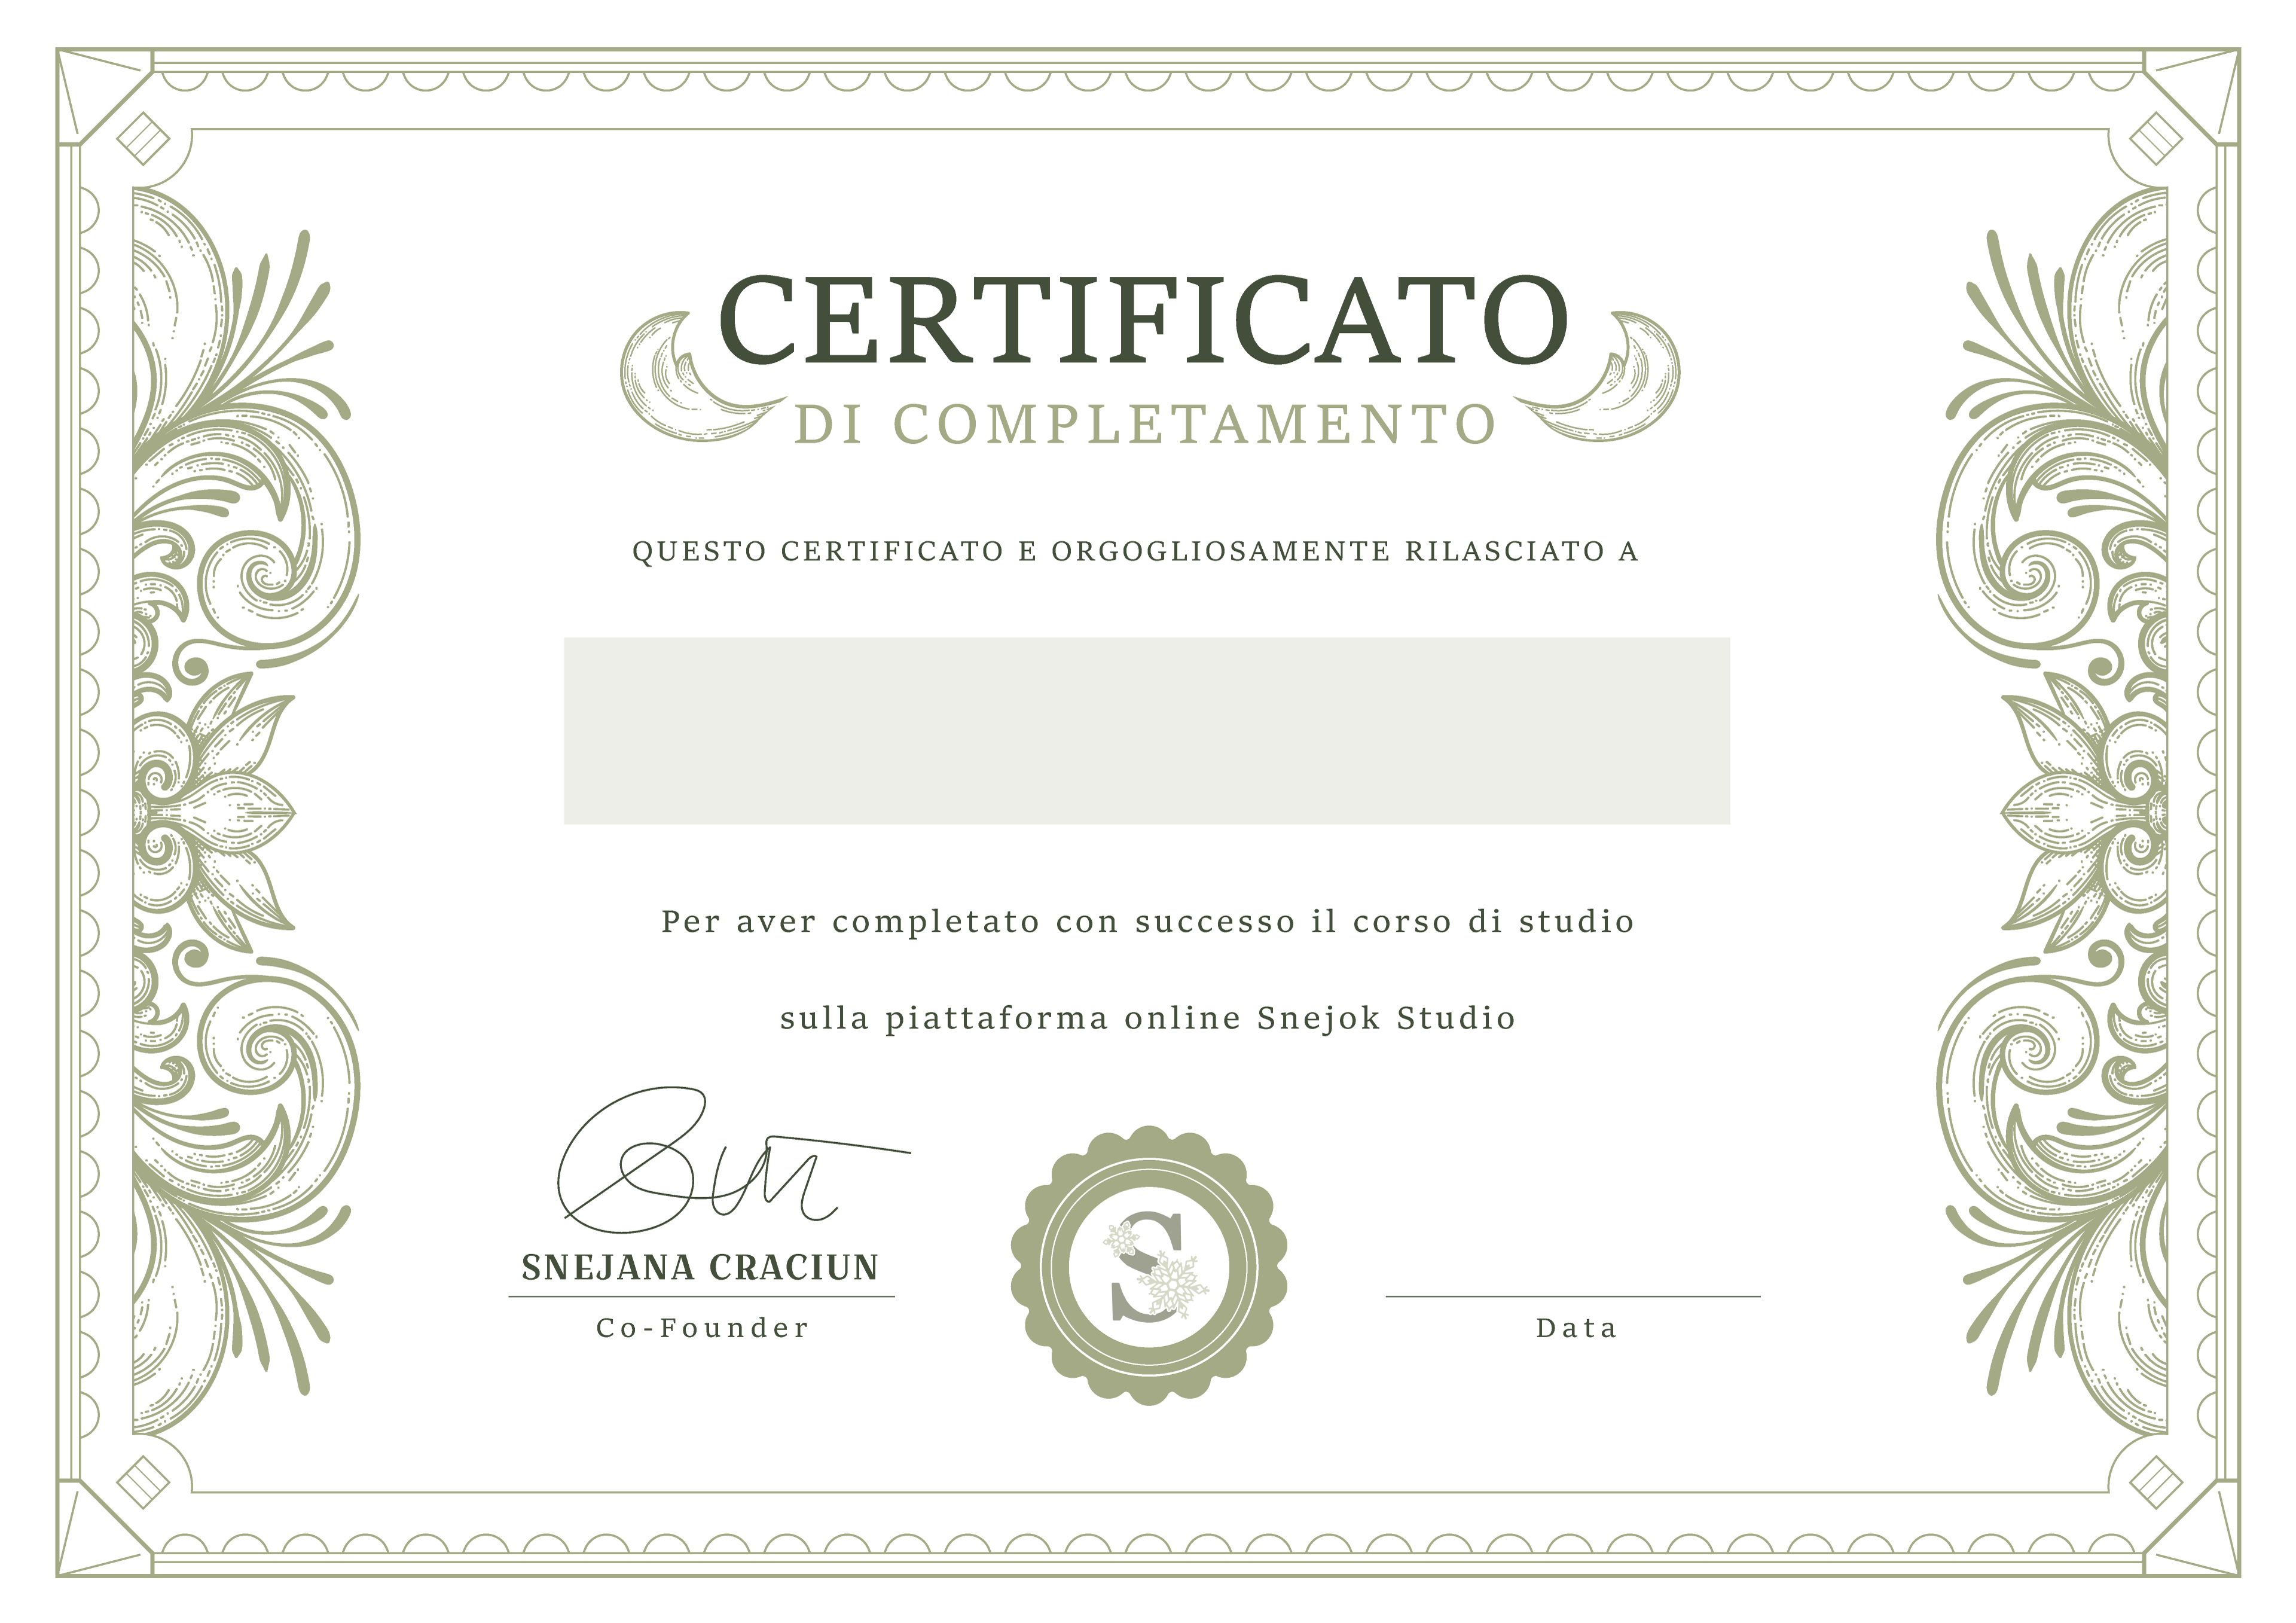 CERTIFICATO
DI COMPLETAMENTO
QUESTO CERTIFICATO E ORGOGLIOSAMENTE RILASCIATO A
Per aver completato con successo il corso di studio
sulla piattaforma online Snejok Studio
SNEJANA CRACIUN
Co-Founder
S
Data